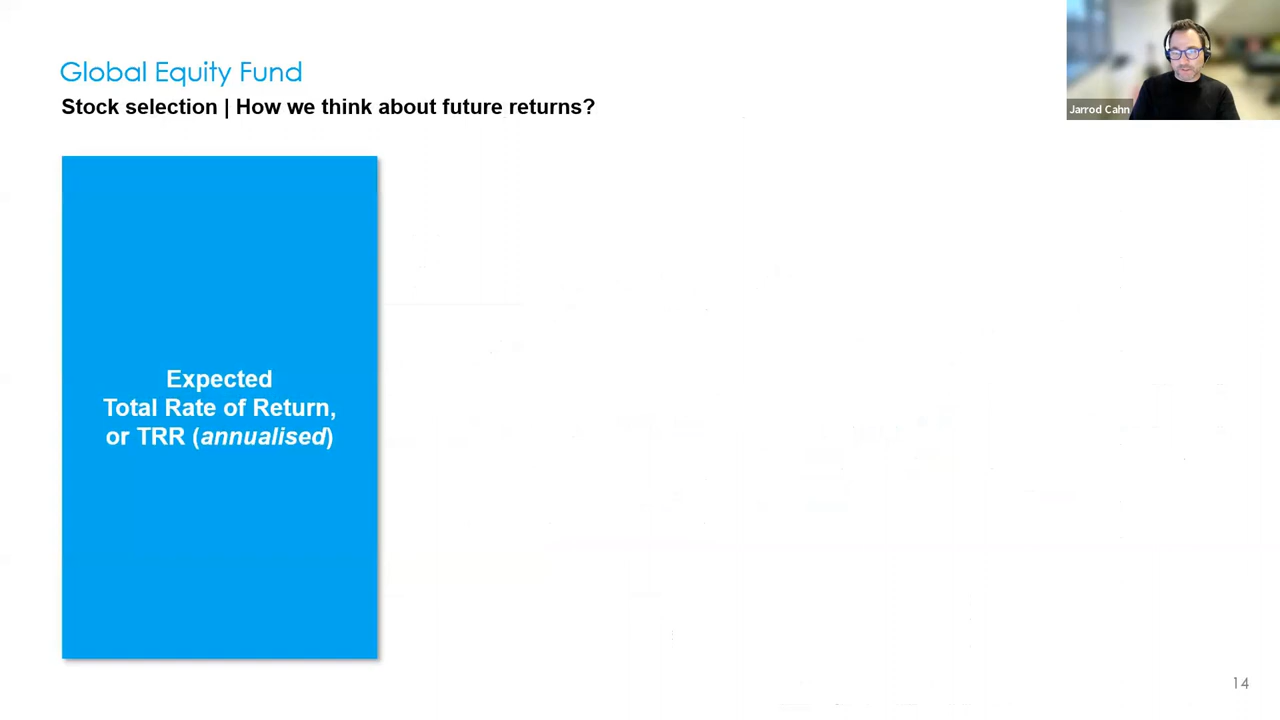 Global Equity Fund
Stock selection | How we think about future returns?
Jarrod Cahn
Expected
Total Rate of Return,
or TRR (annualised)
14